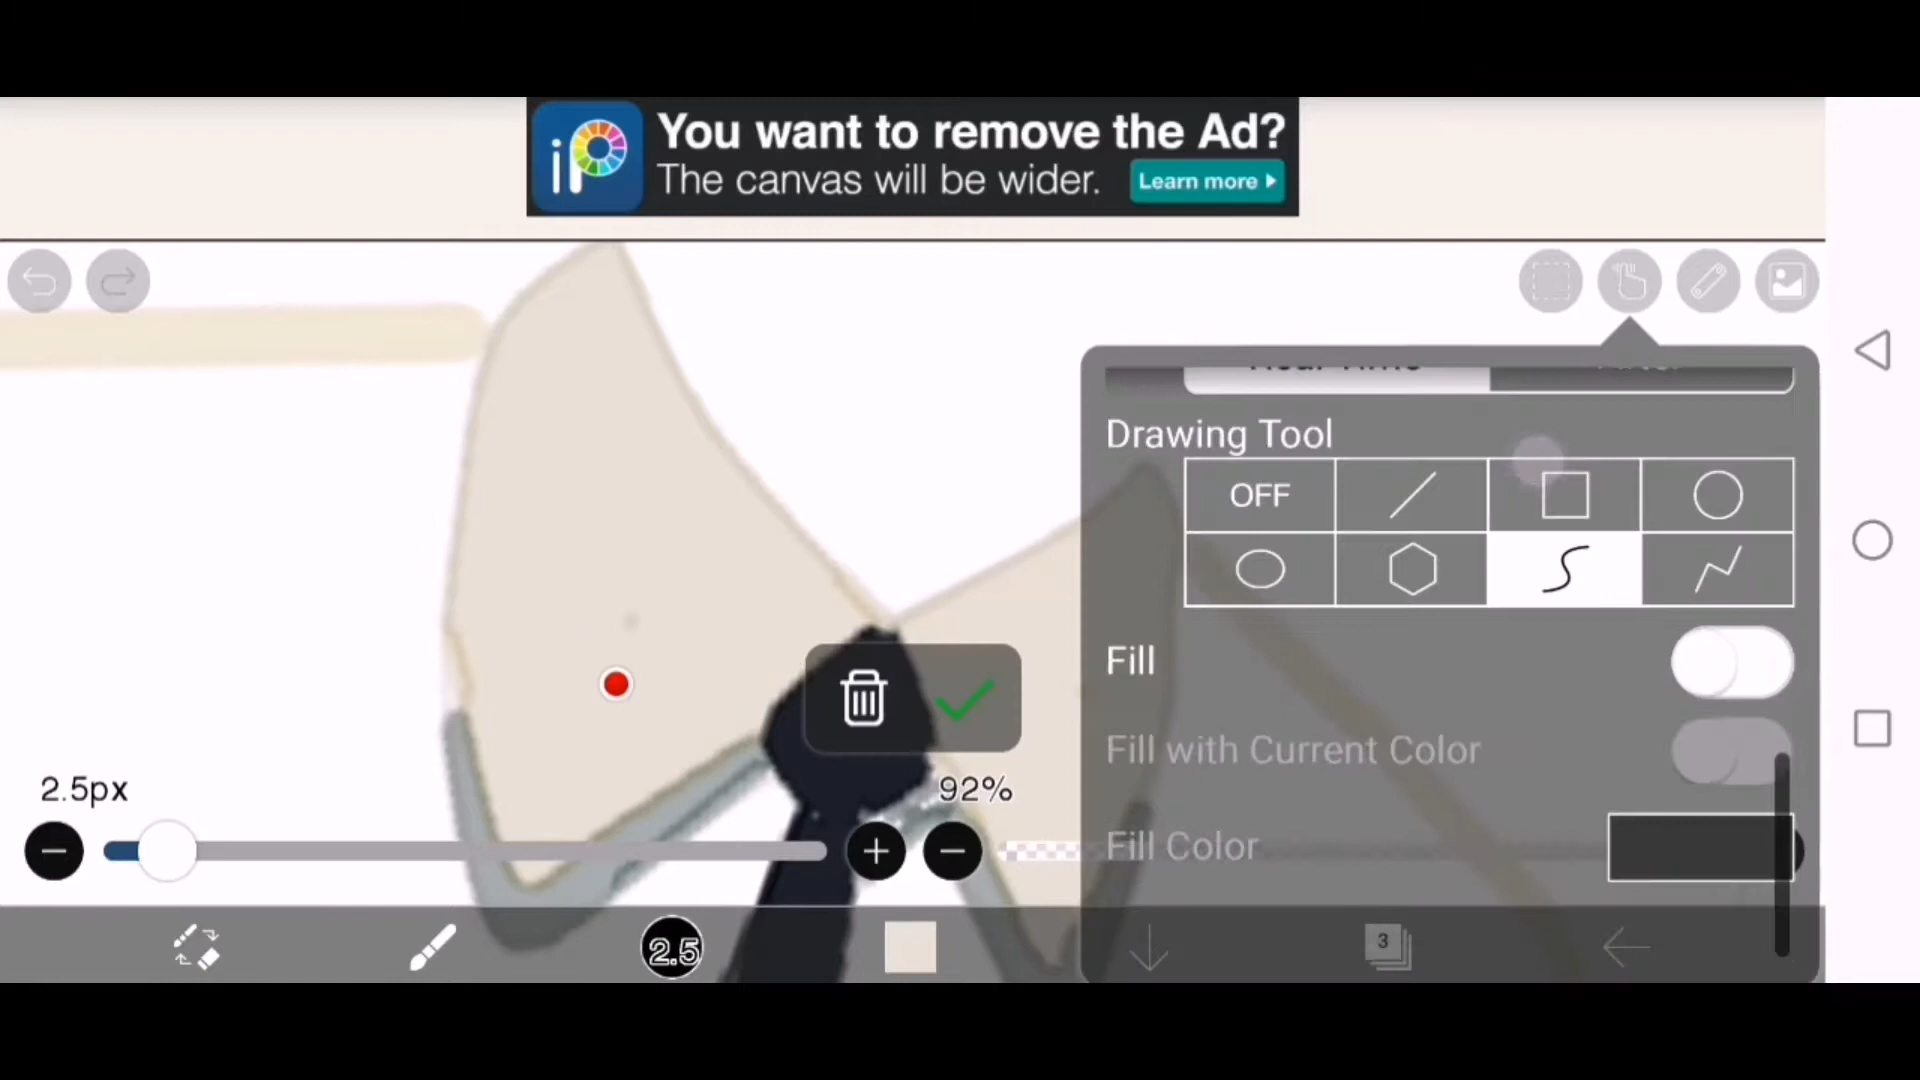 iP
You want to remove the Ad?
The canvas will be wider.
Learn more
Drawing Tool
OFF
Fill
Fill with Current Color
2.5px
92%
Fill Color
2.5
3